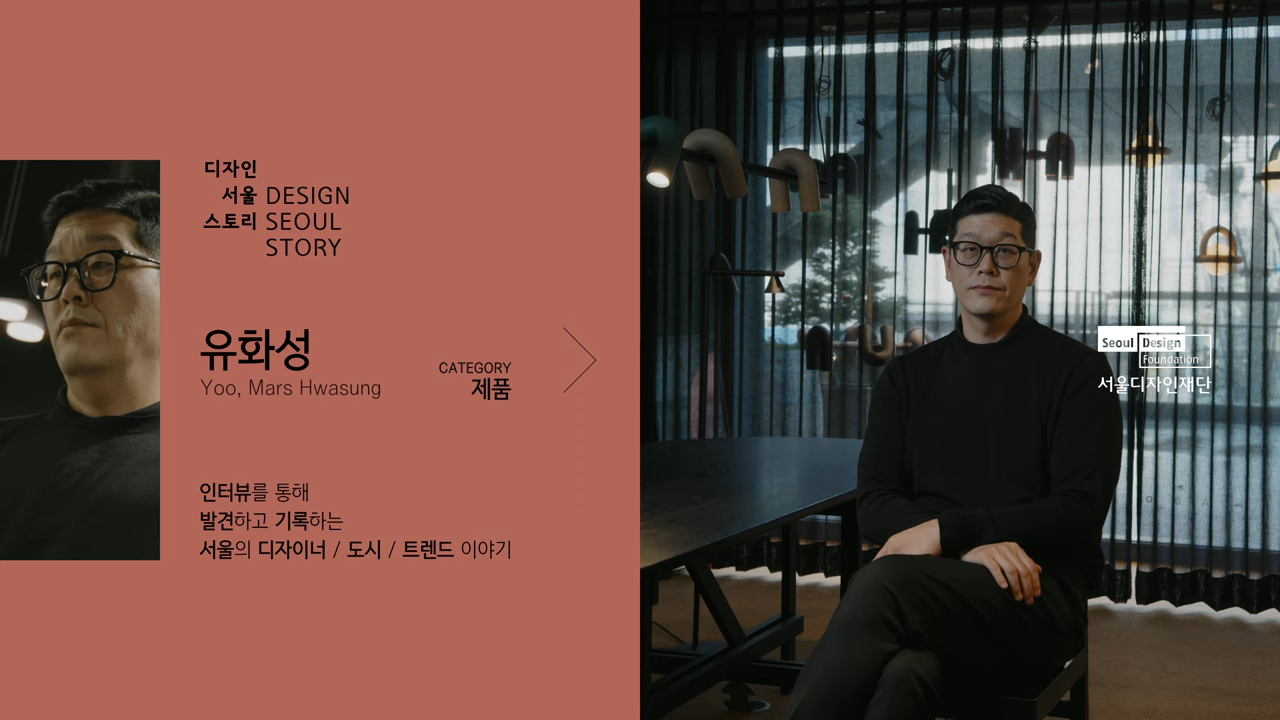 디자인
서울 DESIGN
스토리 SEOUL
STORY
유화성
Yoo, Mars Hwasung
CATEGORY
제품
인터뷰를 통해
발견하고 기록하는
서울의 디자이너 / 도시 / 트렌드 이야기
Seoul Design
Foundation
서울디자인재단